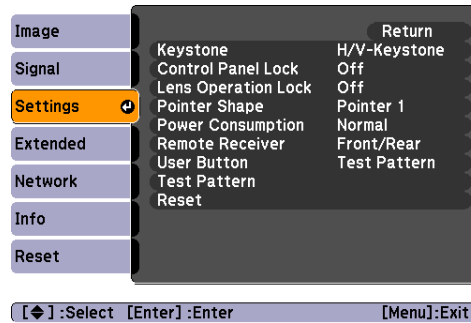 Image
Signal
Settings
Extended
Network
Info
Reset
Return
Keystone H/V-Keystone
Control Panel Lock Off
Lens Operation Lock Off
Pointer Shape Pointer 1
Power Consumption Normal
Remote Receiver Front/Rear
User Button Test Pattern
Test Pattern
Reset
[◆] :Select [Enter] :Enter [Menu]:Exit